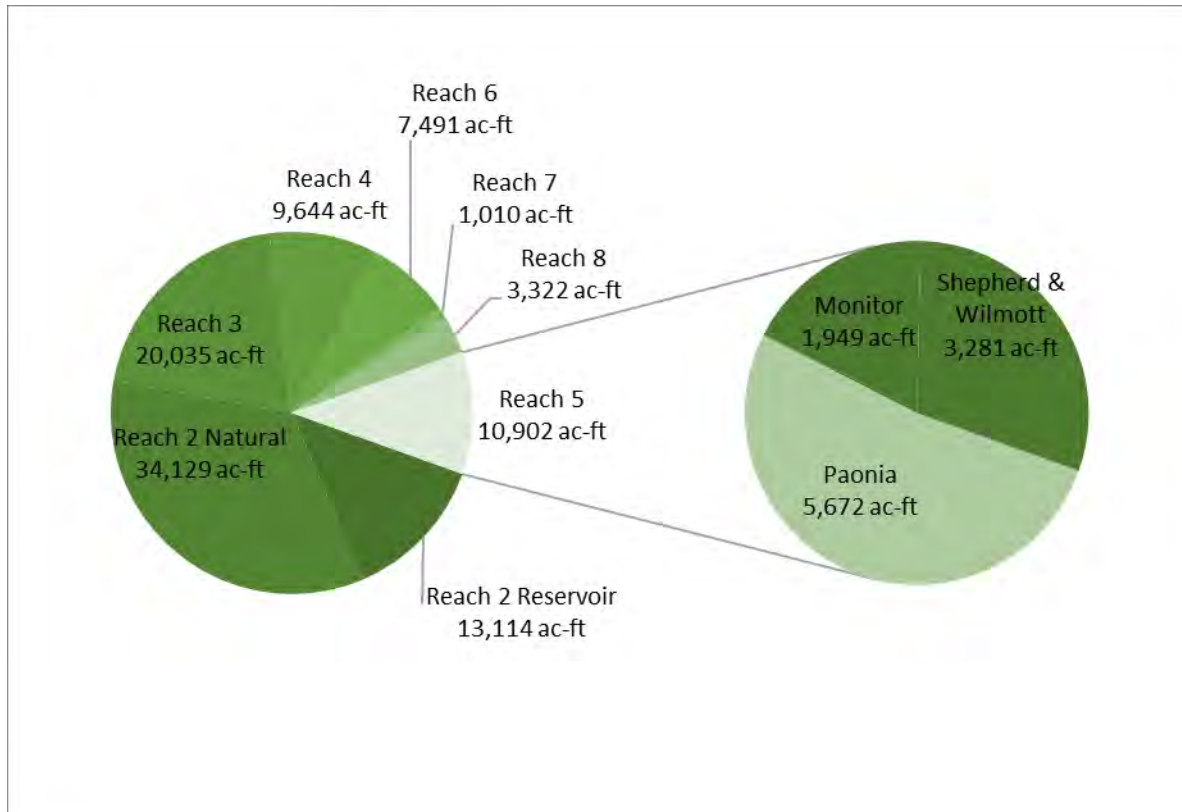 Reach 6
7,491 ac-ft
Reach 4
9,644 ac-ft
Reach 7
1,010 ac-ft
Reach 8
3,322 ac-ft
Reach 3
20,035 ac-ft
Reach 5
10,902 ac-ft
Reach 2 Natural
34,129 ac-ft
Reach 2 Reservoir
13,114 ac-ft
Monitor
1,949 ac-ft
Shepherd &
Wilmott
3,281 ac-ft
Paonia
5,672 ac-ft